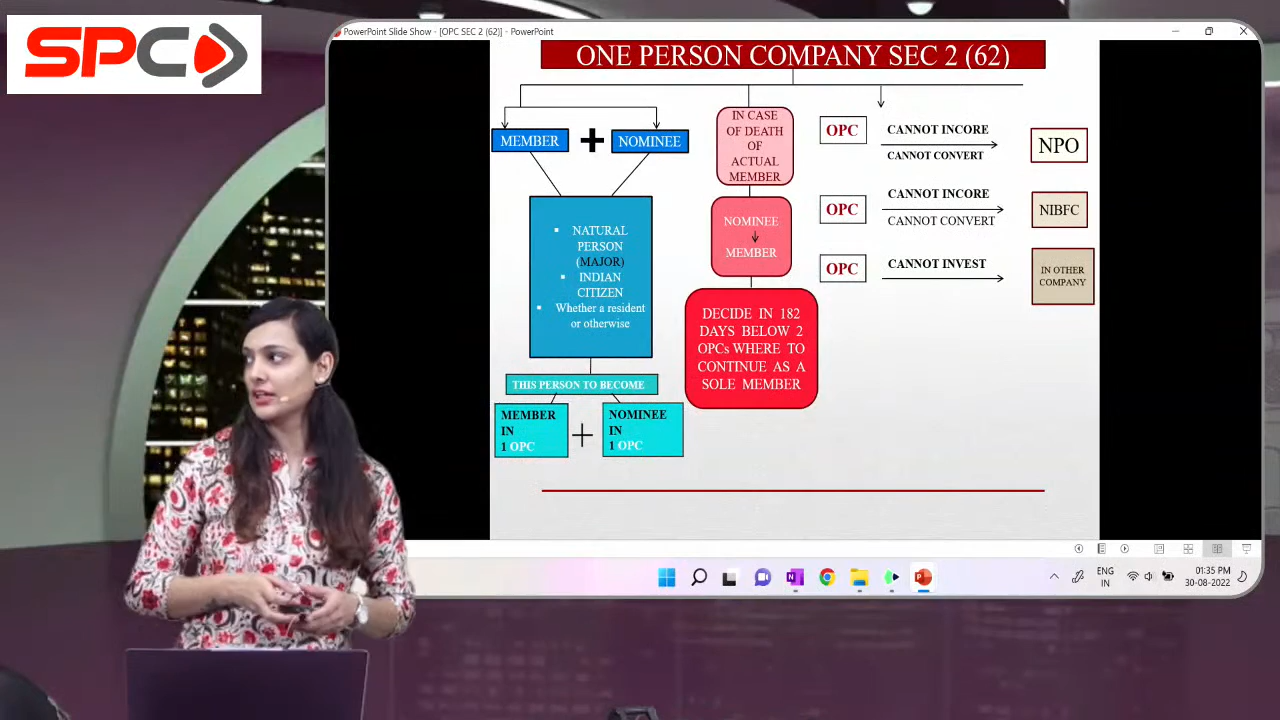 SPC
PowerPoint Slide Show - [OPC SEC 2 (62)] - PowerPoint
ONE PERSON COMPANY SEC 2 (62)
MEMBER
+
NOMINEE
NATURAL
PERSON
(MAJOR)
INDIAN
CITIZEN
Whether a resident
or otherwise
THIS PERSON TO BECOME
MEMBER
IN
1 OPC
+
NOMINEE
IN
1 OPC
IN CASE
OF DEATH
OF
ACTUAL
MEMBER
NOMINEE
MEMBER
DECIDE IN 182
DAYS BELOW 2
OPCs WHERE TO
CONTINUE AS A
SOLE MEMBER
OPC
CANNOT INCORE
CANNOT CONVERT
NPO
OPC
CANNOT INCORE
CANNOT CONVERT
NIBFC
OPC
CANNOT INVEST
IN OTHER
COMPANY
ENG
IN
01:35 PM
30-08-2022